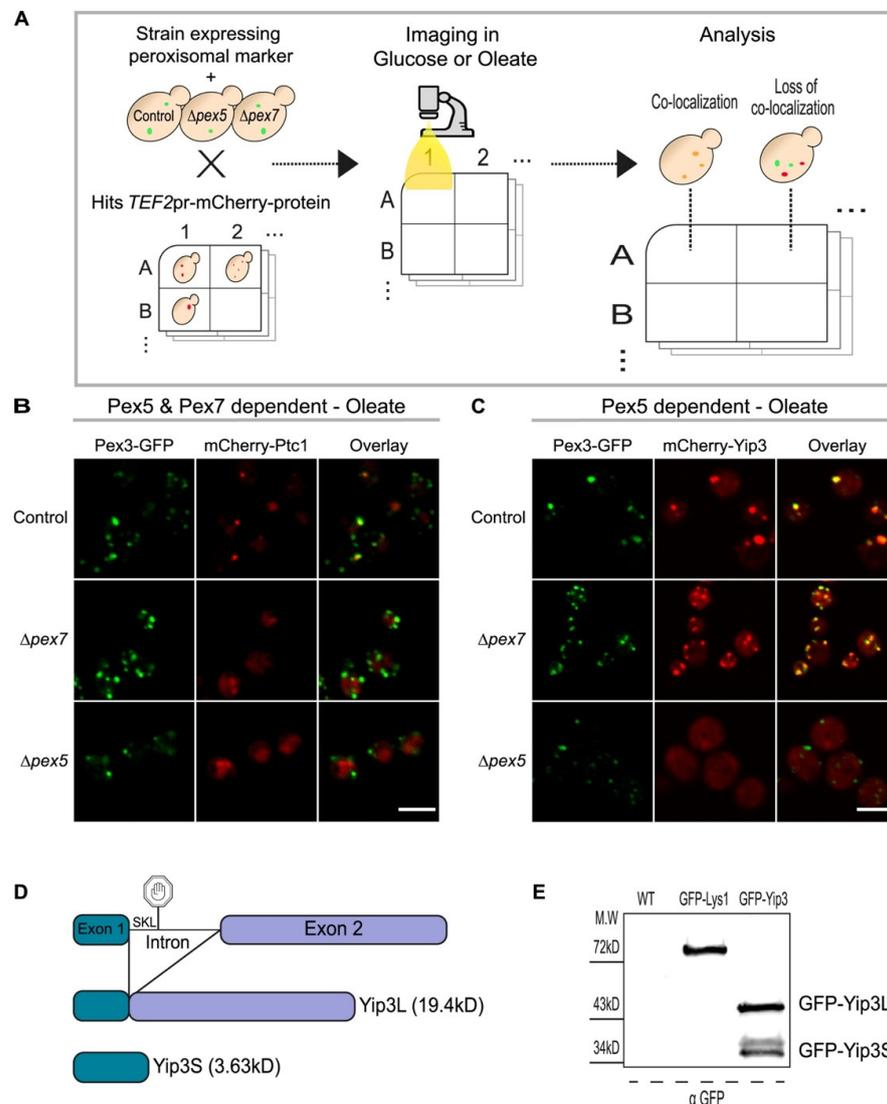 A
Strain expressing
peroxisomal marker
+
Control Δpex5 Δpex7
X
Hits TEF2pr-mCherry-protein
1 2 ...
A
B
⋮
Imaging in
Glucose or Oleate
1 2 ...
A
B
⋮
Analysis
Co-localization
Loss of
co-localization
...
A
B
⋮
B Pex5 & Pex7 dependent - Oleate
Pex3-GFP mCherry-Ptc1 Overlay
Control
Δpex7
Δpex5
C Pex5 dependent - Oleate
Pex3-GFP mCherry-Yip3 Overlay
Control
Δpex7
Δpex5
D
Exon 1 SKL Intron Exon 2
Yip3L (19.4kD)
Yip3S (3.63kD)
E
WT GFP-Lys1 GFP-Yip3
M.W
72kD
43kD GFP-Yip3L
34kD GFP-Yip3S
α GFP